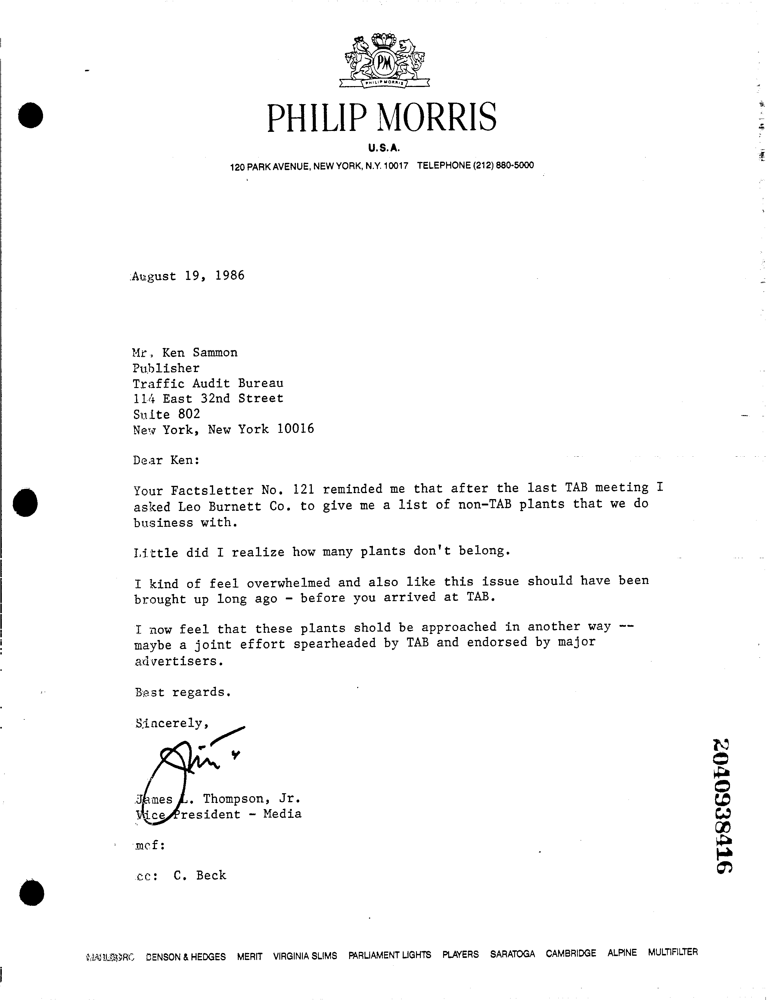 PM
PHILIP MORRIS
PHILIP MORRIS
U.S.A.
120 PARK AVENUE, NEW YORK, N.Y. 10017 TELEPHONE (212) 880-5000
August 19, 1986
Mr. Ken Sammon
Publisher
Traffic Audit Bureau
114 East 32nd Street
Suite 802
New York, New York 10016
Dear Ken:
Your Factsletter No. 121 reminded me that after the last TAB meeting I
asked Leo Burnett Co. to give me a list of non-TAB plants that we do
business with.
Little did I realize how many plants don't belong.
I kind of feel overwhelmed and also like this issue should have been
brought up long ago - before you arrived at TAB.
I now feel that these plants shold be approached in another way --
maybe a joint effort spearheaded by TAB and endorsed by major
advertisers.
Best regards.
Sincerely,
Jim
James L. Thompson, Jr.
Vice President - Media
mcf:
cc: C. Beck
2040938416
MARLBORO BENSON & HEDGES MERIT VIRGINIA SLIMS PARLIAMENT LIGHTS PLAYERS SARATOGA CAMBRIDGE ALPINE MULTIFILTER